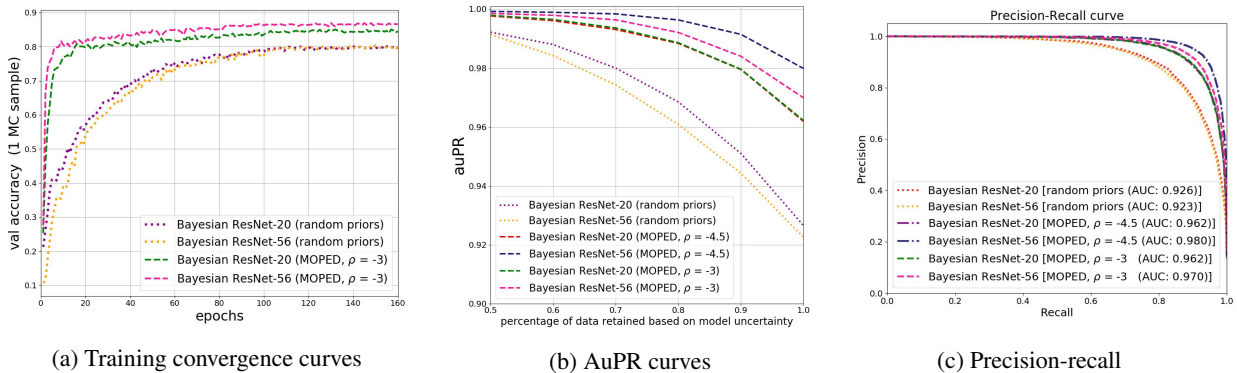 0.9
0.8
0.7
0.6
0.5
0.4
0.3
0.2
0.1
val accuracy (1 MC sample)
0
20
40
60
80
100
120
140
160
epochs
Bayesian ResNet-20 (random priors)
Bayesian ResNet-56 (random priors)
Bayesian ResNet-20 (MOPED, ρ = -3)
Bayesian ResNet-56 (MOPED, ρ = -3)
(a) Training convergence curves
1.00
0.98
0.96
0.94
0.92
0.90
auPR
0.5
0.6
0.7
0.8
0.9
1.0
percentage of data retained based on model uncertainty
Bayesian ResNet-20 (random priors)
Bayesian ResNet-56 (random priors)
Bayesian ResNet-20 (MOPED, ρ = -4.5)
Bayesian ResNet-56 (MOPED, ρ = -4.5)
Bayesian ResNet-20 (MOPED, ρ = -3)
Bayesian ResNet-56 (MOPED, ρ = -3)
(b) AuPR curves
Precision-Recall curve
1.0
0.8
0.6
0.4
0.2
0.0
Precision
0.0
0.2
0.4
0.6
0.8
1.0
Recall
Bayesian ResNet-20 [random priors (AUC: 0.926)]
Bayesian ResNet-56 [random priors (AUC: 0.923)]
Bayesian ResNet-20 [MOPED, ρ = -4.5 (AUC: 0.962)]
Bayesian ResNet-56 [MOPED, ρ = -4.5 (AUC: 0.980)]
Bayesian ResNet-20 [MOPED, ρ = -3 (AUC: 0.962)]
Bayesian ResNet-56 [MOPED, ρ = -3 (AUC: 0.970)]
(c) Precision-recall